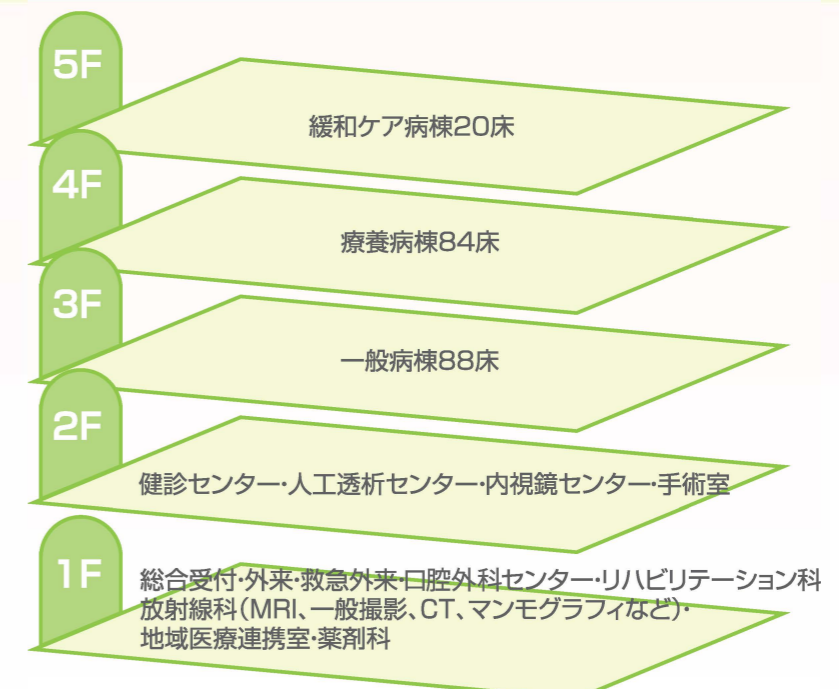 5F
緩和ケア病棟20床
4F
療養病棟84床
3F
一般病棟88床
2F
健診センター・人工透析センター・内視鏡センター・手術室
1F
総合受付・外来・救急外来・口腔外科センター・リハビリテーション科
放射線科(MRI、一般撮影、CT、マンモグラフィなど)・
地域医療連携室・薬剤科